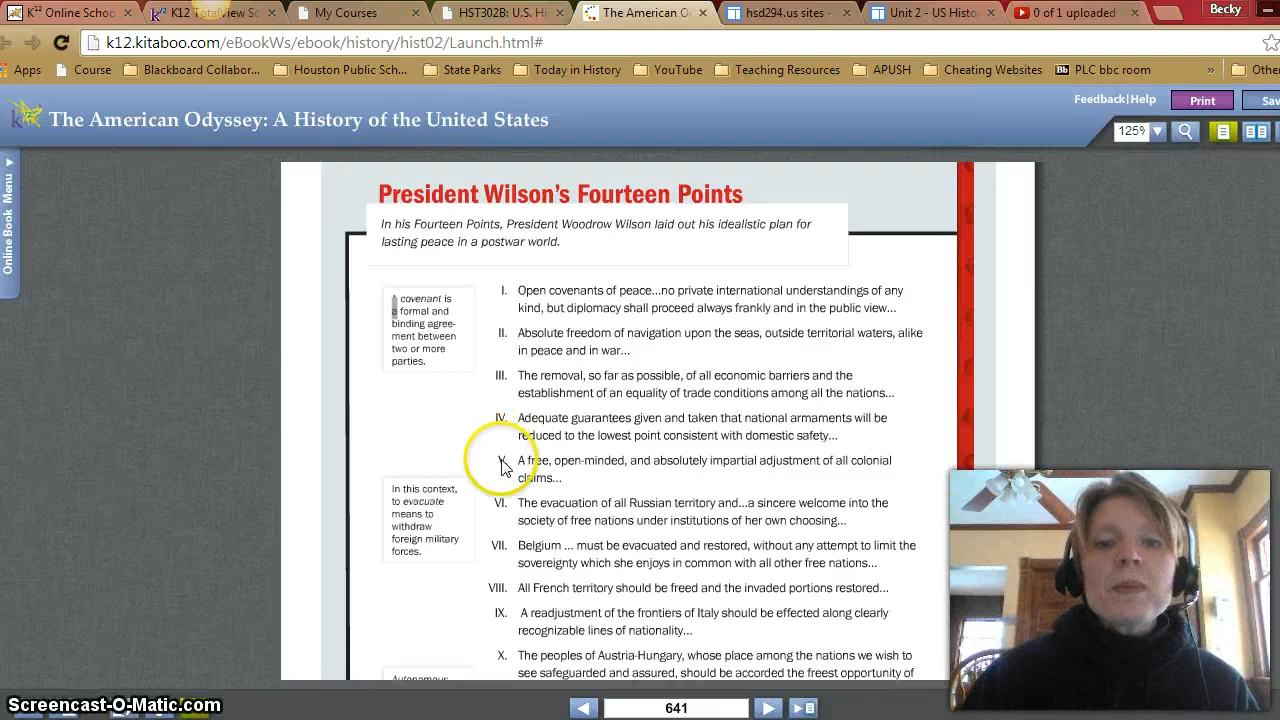 K¹² Online School
K12 TotalView Sc
My Courses
HST302B: U.S. Hi
The American O
hsd294.us sites -
Unit 2 - US Histo
0 of 1 uploaded
Becky
k12.kitaboo.com/eBookWs/ebook/history/hist02/Launch.html#
Apps
Course
Blackboard Collabor...
Houston Public Sch...
State Parks
Today in History
YouTube
Teaching Resources
APUSH
Cheating Websites
Bb PLC bbc room
»
Other
Feedback|Help
Print
Sav
The American Odyssey: A History of the United States
125%
Online Book Menu
President Wilson's Fourteen Points
In his Fourteen Points, President Woodrow Wilson laid out his idealistic plan for
lasting peace in a postwar world.
A covenant is
a formal and
binding agree-
ment between
two or more
parties.
I. Open covenants of peace...no private international understandings of any
kind, but diplomacy shall proceed always frankly and in the public view...
II. Absolute freedom of navigation upon the seas, outside territorial waters, alike
in peace and in war...
III. The removal, so far as possible, of all economic barriers and the
establishment of an equality of trade conditions among all the nations...
IV. Adequate guarantees given and taken that national armaments will be
reduced to the lowest point consistent with domestic safety...
V. A free, open-minded, and absolutely impartial adjustment of all colonial
claims...
In this context,
to evacuate
means to
withdraw
foreign military
forces.
VI. The evacuation of all Russian territory and...a sincere welcome into the
society of free nations under institutions of her own choosing...
VII. Belgium ... must be evacuated and restored, without any attempt to limit the
sovereignty which she enjoys in common with all other free nations...
VIII. All French territory should be freed and the invaded portions restored...
IX. A readjustment of the frontiers of Italy should be effected along clearly
recognizable lines of nationality...
X. The peoples of Austria-Hungary, whose place among the nations we wish to
see safeguarded and assured, should be accorded the freest opportunity of
Autonomous
641
Screencast-O-Matic.com